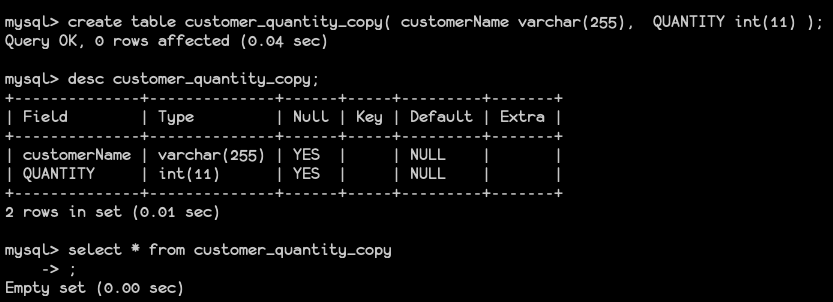 mysql> create table customer_quantity_copy( customerName varchar(255),  QUANTITY int(11) );
Query OK, 0 rows affected (0.04 sec)
mysql> desc customer_quantity_copy;
+--------------+--------------+------+-----+---------+-------+
| Field        | Type         | Null | Key | Default | Extra |
+--------------+--------------+------+-----+---------+-------+
| customerName | varchar(255) | YES  |     | NULL    |       |
| QUANTITY     | int(11)      | YES  |     | NULL    |       |
+--------------+--------------+------+-----+---------+-------+
2 rows in set (0.01 sec)
mysql> select * from customer_quantity_copy
    -> ;
Empty set (0.00 sec)